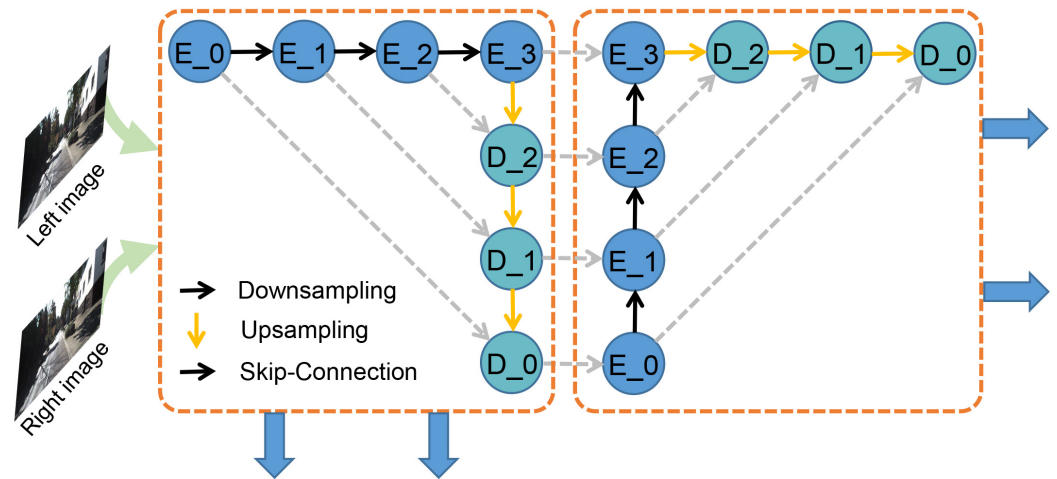 E_0 E_1 E_2 E_3 E_3 D_2 D_1 D_0
Left image
D_2 E_2
D_1 E_1
Downsampling
Upsampling
Right image
Skip-Connection
D_0 E_0